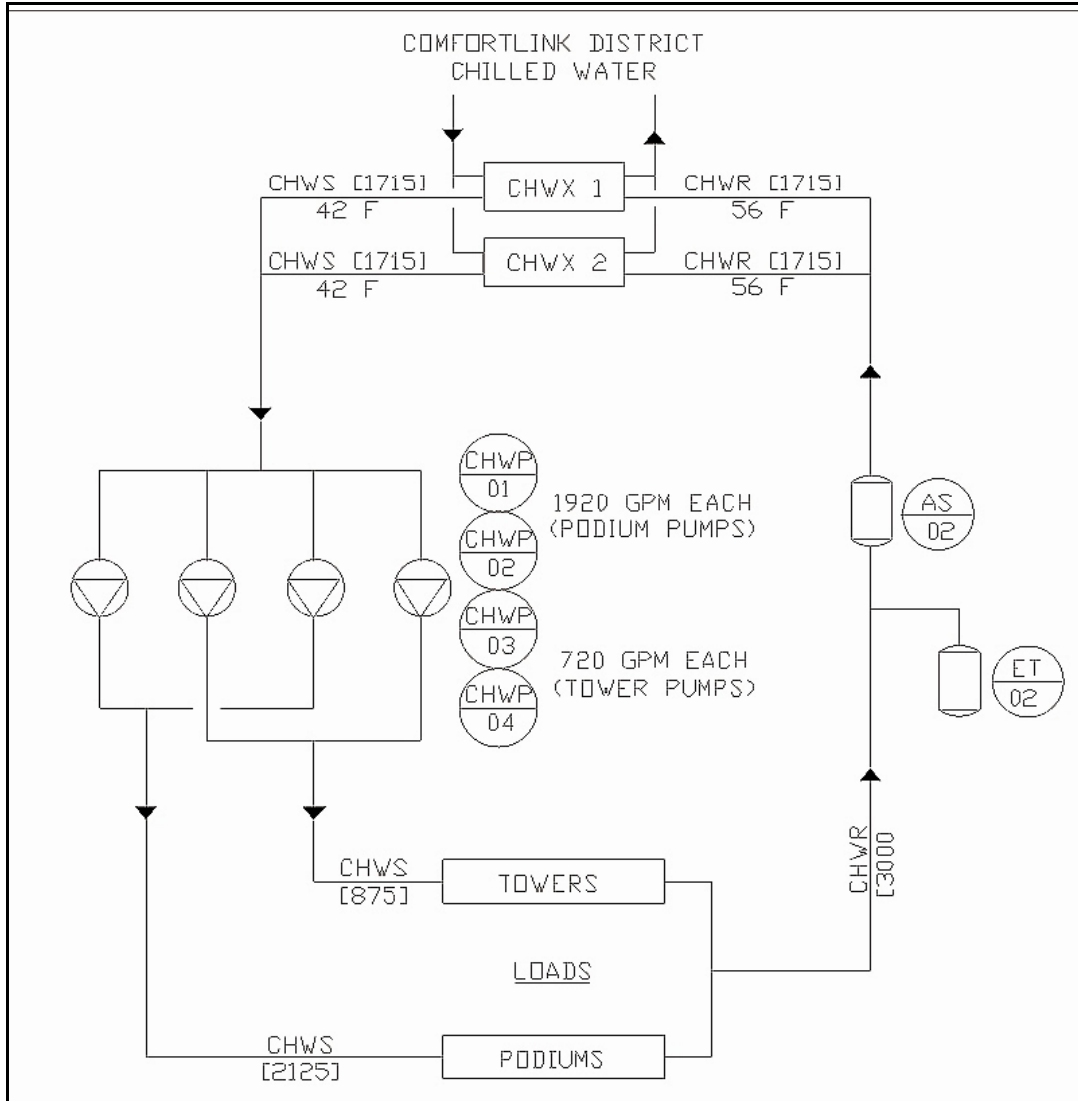 COMFORTLINK DISTRICT
CHILLED WATER
CHWS [1715]
42 F
CHWX 1
CHWR [1715]
56 F
CHWS [1715]
42 F
CHWX 2
CHWR [1715]
56 F
CHWP
01
1920 GPM EACH
(PODIUM PUMPS)
CHWP
02
CHWP
03
720 GPM EACH
(TOWER PUMPS)
CHWP
04
AS
02
ET
02
CHWR
[3000
CHWS
[875]
TOWERS
LOADS
CHWS
[2125]
PODIUMS